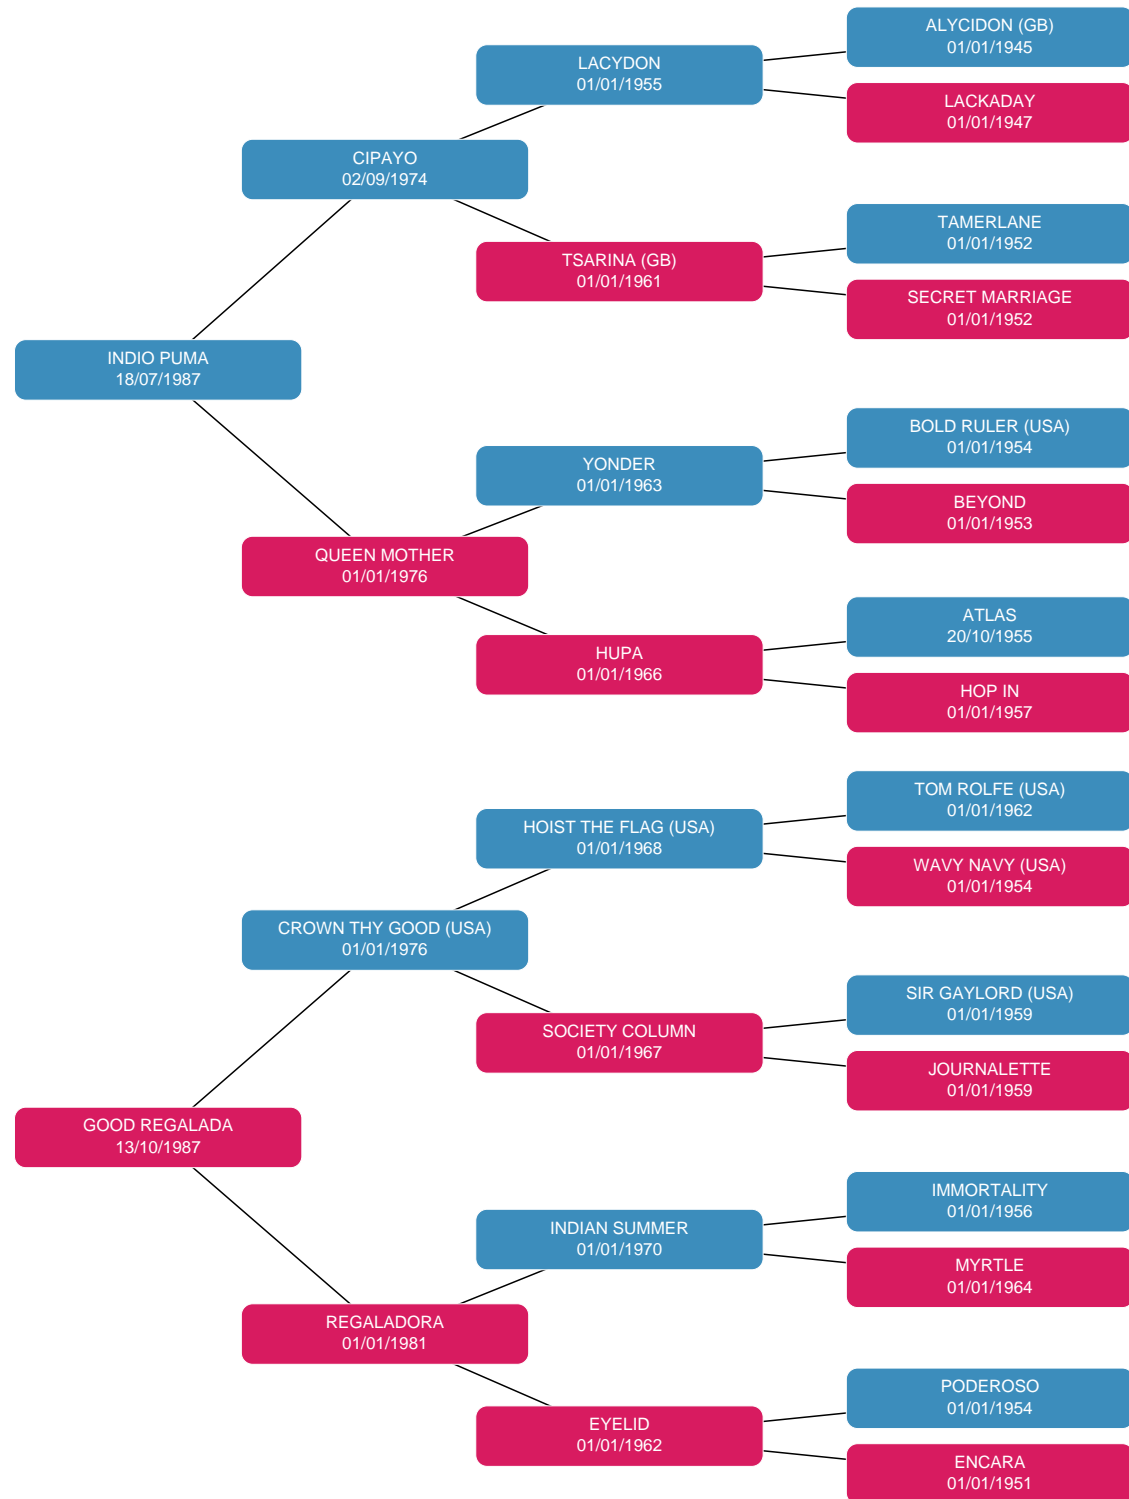 ALYCIDON (GB)
01/01/1945
LACYDON
01/01/1955
LACKADAY
01/01/1947
CIPAYO
02/09/1974
TAMERLANE
01/01/1952
TSARINA (GB)
01/01/1961
SECRET MARRIAGE
01/01/1952
INDIO PUMA
18/07/1987
BOLD RULER (USA)
01/01/1954
YONDER
01/01/1963
BEYOND
01/01/1953
QUEEN MOTHER
01/01/1976
ATLAS
20/10/1955
HUPA
01/01/1966
HOP IN
01/01/1957
TOM ROLFE (USA)
01/01/1962
HOIST THE FLAG (USA)
01/01/1968
WAVY NAVY (USA)
01/01/1954
CROWN THY GOOD (USA)
01/01/1976
SIR GAYLORD (USA)
01/01/1959
SOCIETY COLUMN
01/01/1967
JOURNALETTE
01/01/1959
GOOD REGALADA
13/10/1987
IMMORTALITY
01/01/1956
INDIAN SUMMER
01/01/1970
MYRTLE
01/01/1964
REGALADORA
01/01/1981
PODEROSO
01/01/1954
EYELID
01/01/1962
ENCARA
01/01/1951